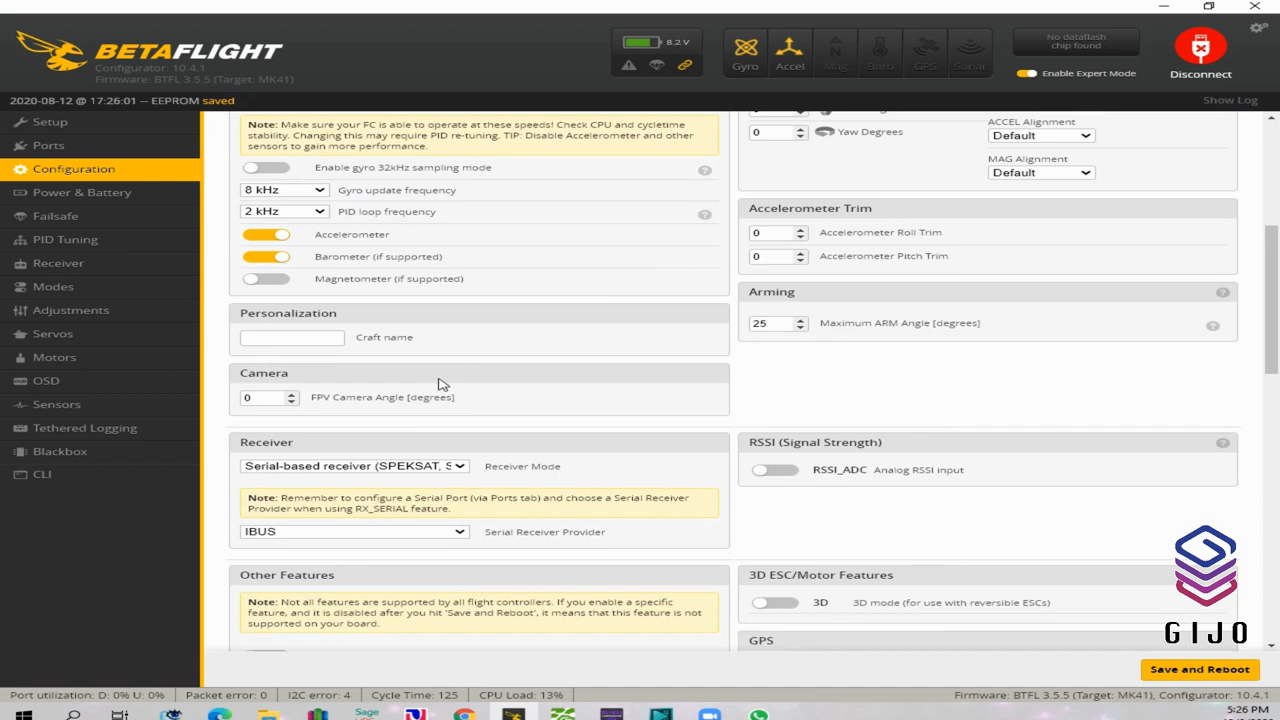 BETAFLIGHT
Configurator: 10.4.1
Firmware: BTFL 3.5.5 (Target: MK41)
8.2 V
Gyro
Accel
Mag
Baro
GPS
Sonar
No dataflash
chip found
Enable Expert Mode
Disconnect
2020-08-12 @ 17:26:01 -- EEPROM saved
Show Log
Setup
Ports
Configuration
Power & Battery
Failsafe
PID Tuning
Receiver
Modes
Adjustments
Servos
Motors
OSD
Sensors
Tethered Logging
Blackbox
CLI
Note: Make sure your FC is able to operate at these speeds! Check CPU and cycletime
stability. Changing this may require PID re-tuning. TIP: Disable Accelerometer and other
sensors to gain more performance.
Enable gyro 32kHz sampling mode
8 kHz Gyro update frequency
2 kHz PID loop frequency
Accelerometer
Barometer (if supported)
Magnetometer (if supported)
Personalization
Craft name
Camera
0 FPV Camera Angle [degrees]
Receiver
Serial-based receiver (SPEKSAT, S Receiver Mode
Note: Remember to configure a Serial Port (via Ports tab) and choose a Serial Receiver
Provider when using RX_SERIAL feature.
IBUS Serial Receiver Provider
Other Features
Note: Not all features are supported by all flight controllers. If you enable a specific
feature, and it is disabled after you hit 'Save and Reboot', it means that this feature is not
supported on your board.
0 Yaw Degrees
ACCEL Alignment
Default
MAG Alignment
Default
Accelerometer Trim
0 Accelerometer Roll Trim
0 Accelerometer Pitch Trim
Arming
25 Maximum ARM Angle [degrees]
RSSI (Signal Strength)
RSSI_ADC Analog RSSI input
3D ESC/Motor Features
3D 3D mode (for use with reversible ESCs)
GPS
GIJO
Save and Reboot
Port utilization: D: 0% U: 0%
Packet error: 0
I2C error: 4
Cycle Time: 125
CPU Load: 13%
Firmware: BTFL 3.5.5 (Target: MK41), Configurator: 10.4.1
Sage
5:26 PM